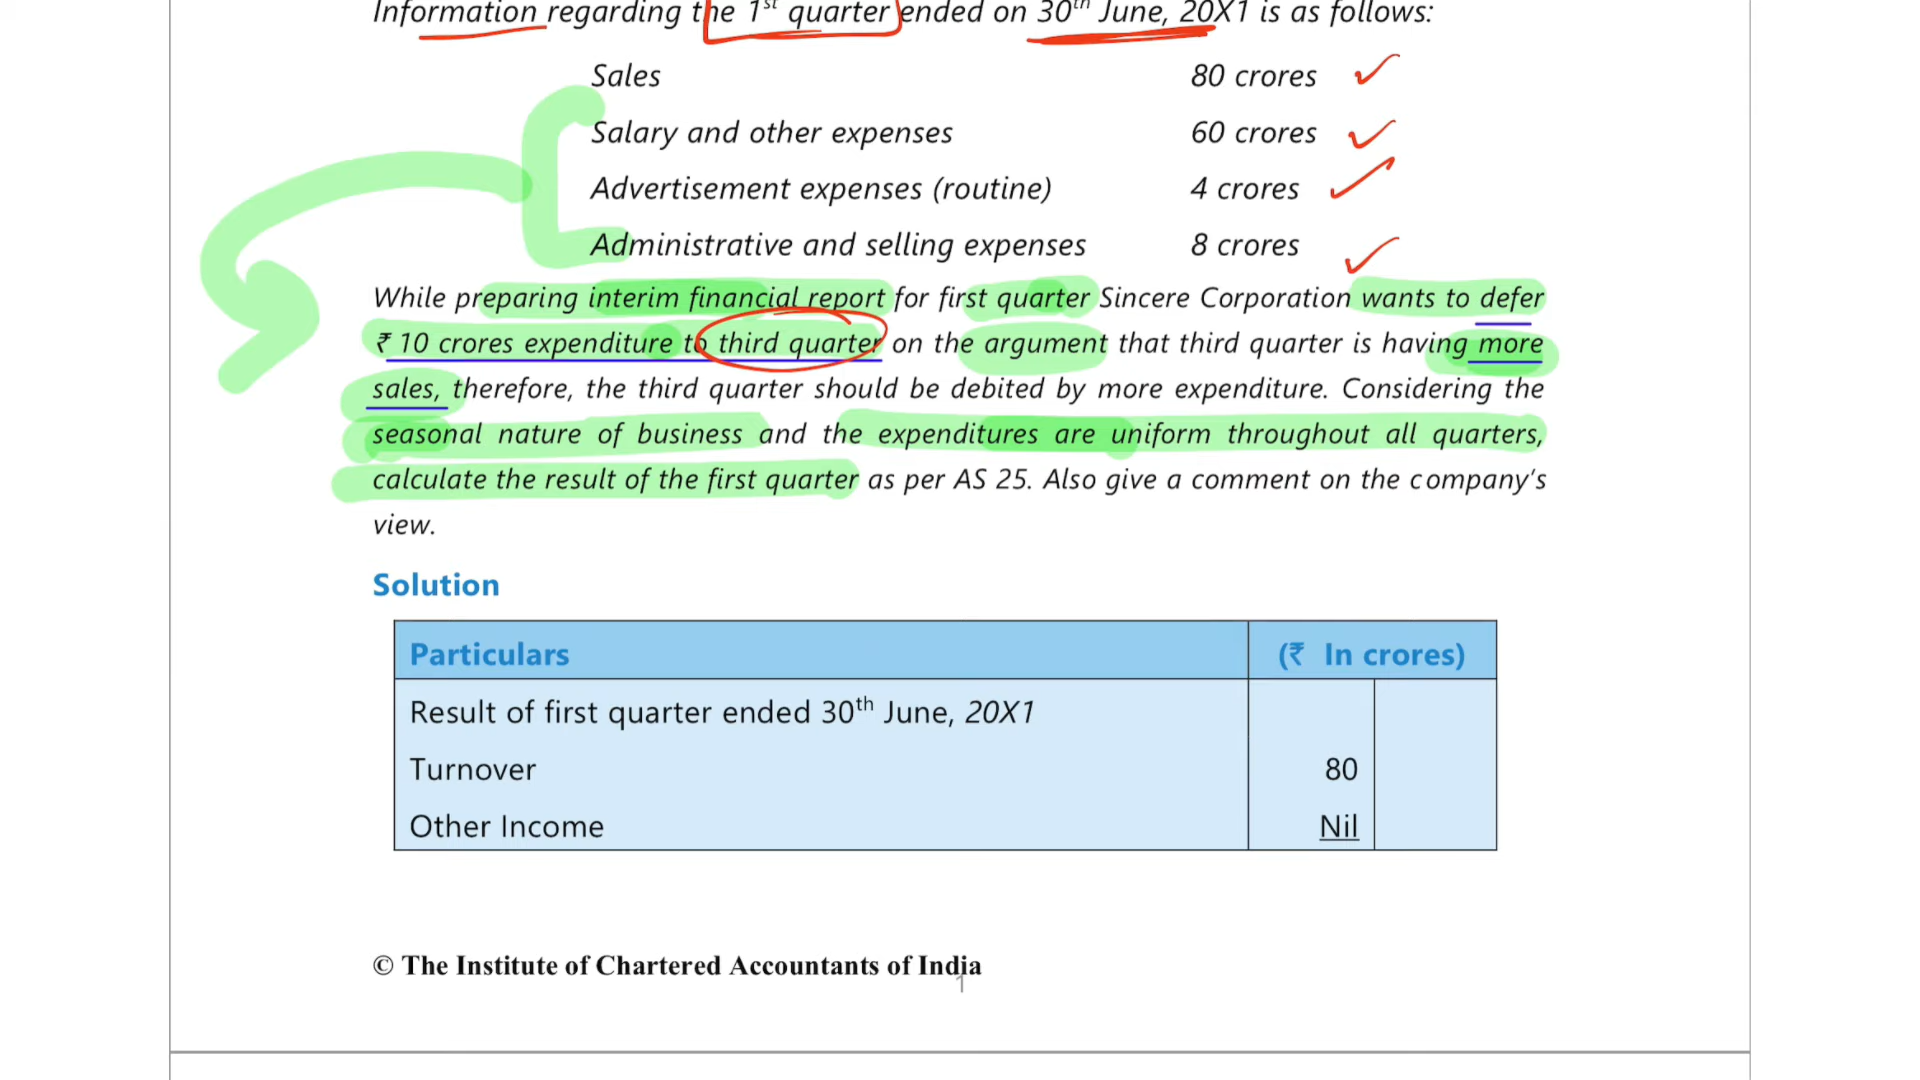 Information regarding the 1st quarter ended on 30th June, 20X1 is as follows:
Sales 80 crores
Salary and other expenses 60 crores
Advertisement expenses (routine) 4 crores
Administrative and selling expenses 8 crores
While preparing interim financial report for first quarter Sincere Corporation wants to defer
₹ 10 crores expenditure to third quarter on the argument that third quarter is having more
sales, therefore, the third quarter should be debited by more expenditure. Considering the
seasonal nature of business and the expenditures are uniform throughout all quarters,
calculate the result of the first quarter as per AS 25. Also give a comment on the company's
view.
Solution
Particulars (₹ In crores)
Result of first quarter ended 30th June, 20X1
Turnover 80
Other Income Nil
© The Institute of Chartered Accountants of India
1